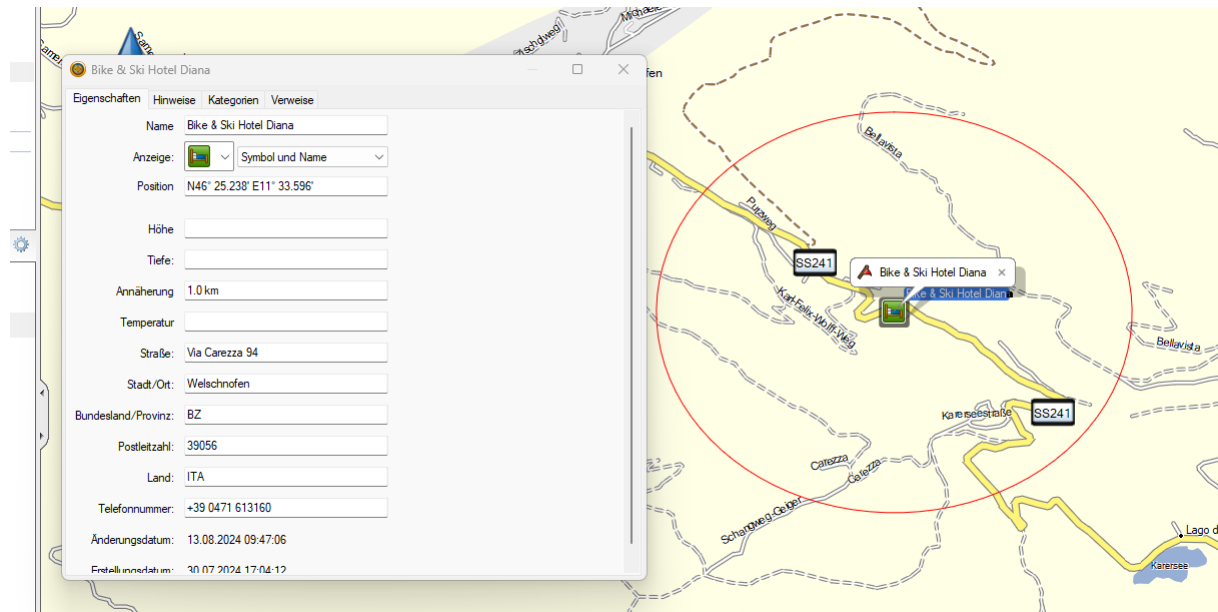 Bike & Ski Hotel Diana
Eigenschaften Hinweise Kategorien Verweise
Name Bike & Ski Hotel Diana
Anzeige: Symbol und Name
Position N46° 25.238' E11° 33.596'
Höhe
Tiefe:
Annäherung 1.0 km
Temperatur
Straße: Via Carezza 94
Stadt/Ort: Welschnofen
Bundesland/Provinz: BZ
Postleitzahl: 39056
Land: ITA
Telefonnummer: +39 0471 613160
Änderungsdatum: 13.08.2024 09:47:06
Erstellungsdatum: 30.07.2024 17:04:12
Bellavista
Purzweg
SS241
Bike & Ski Hotel Diana
Bike & Ski Hotel Diana
Karl-Felix-Wolff-Weg
Bellavista
Karerseestraße
SS241
Carezza
Carezza
Schangweg-Geiger
Lago d
Karersee